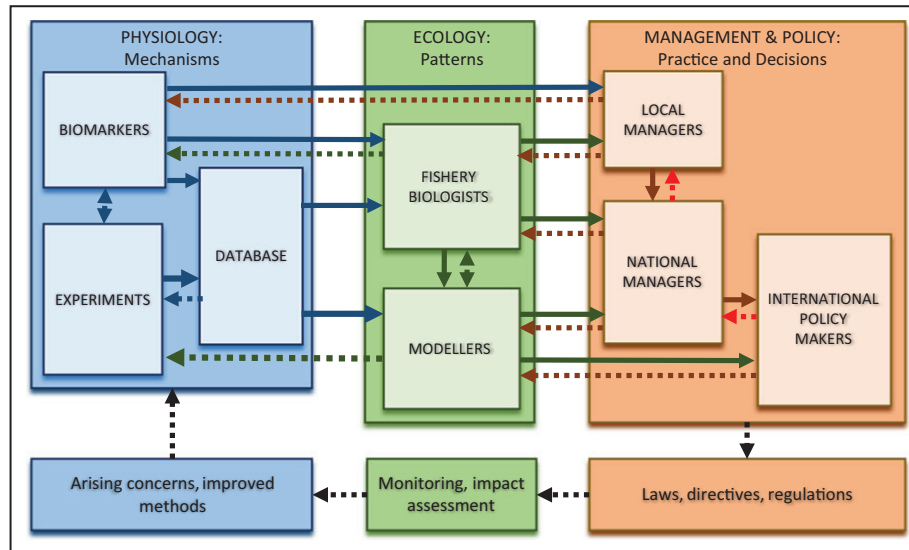 PHYSIOLOGY:
Mechanisms
BIOMARKERS
EXPERIMENTS
DATABASE
ECOLOGY:
Patterns
FISHERY
BIOLOGISTS
MODELLERS
MANAGEMENT & POLICY:
Practice and Decisions
LOCAL
MANAGERS
NATIONAL
MANAGERS
INTERNATIONAL
POLICY
MAKERS
Arising concerns, improved
methods
Monitoring, impact
assessment
Laws, directives, regulations